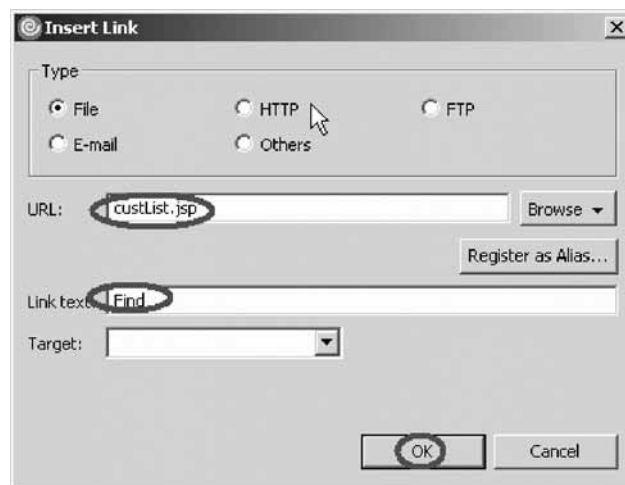 Insert Link
Type
File HTTP FTP
E-mail Others
URL: custList.jsp Browse
Register as Alias...
Link text: Find
Target:
OK Cancel